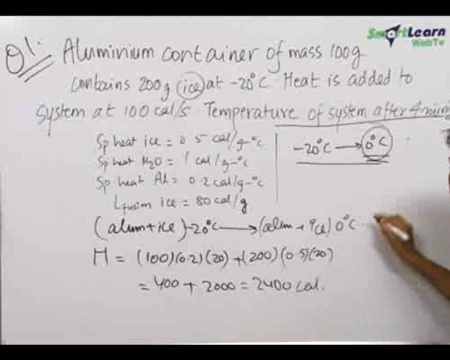 SmartLearn
WebTv
Q1. Aluminium container of mass 100g
contains 200g ice at -20°C. Heat is added to
system at 100 cal/s. Temperature of system after 4 min
Sp heat ice = 0.5 cal/g-°C
Sp heat H2O = 1 cal/g-°C
Sp heat Al = 0.2 cal/g-°C
Lfusion ice = 80 cal/g
-20°C → 0°C
(alum+ice) -20°C → (alum + ice) 0°C
H = (100)(0.2)(20) + (200)(0.5)(20)
= 400 + 2000 = 2400 cal.